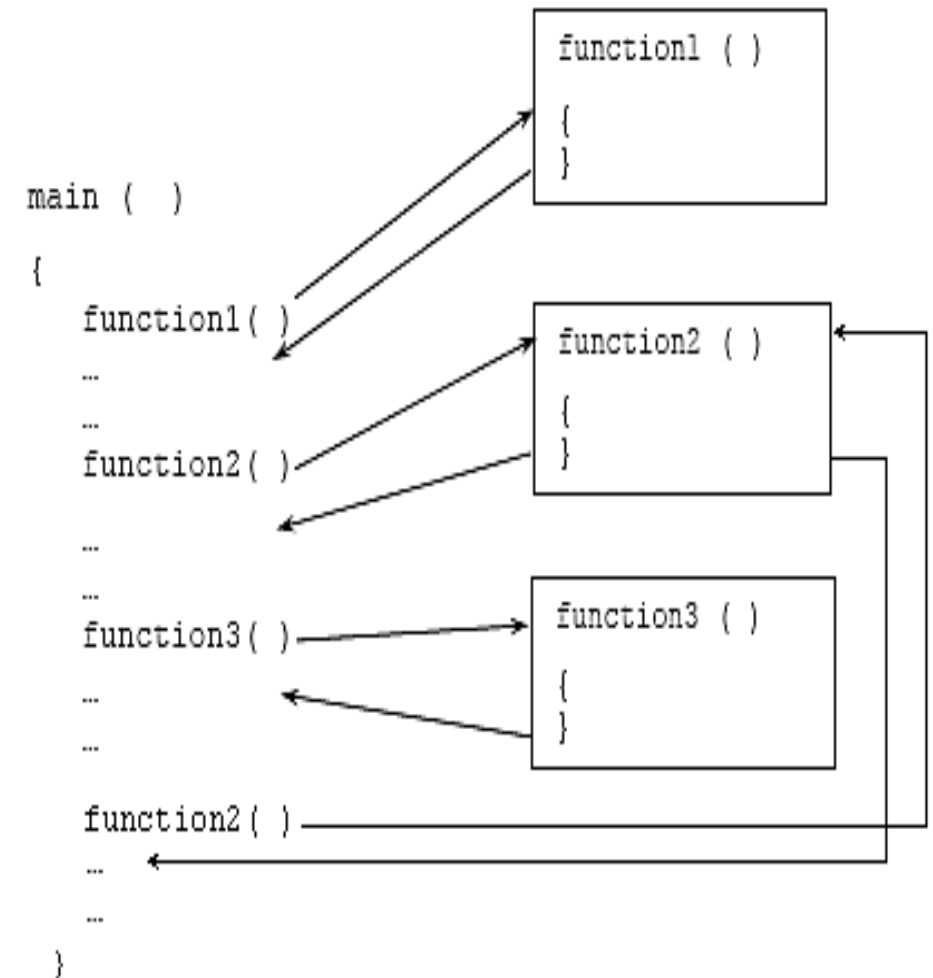 main (  )
{
function1( )
…
…
function2( )
…
…
function3( )
…
…
function2( )
…
…
}
function1 ( )
{
}
function2 ( )
{
}
function3 ( )
{
}